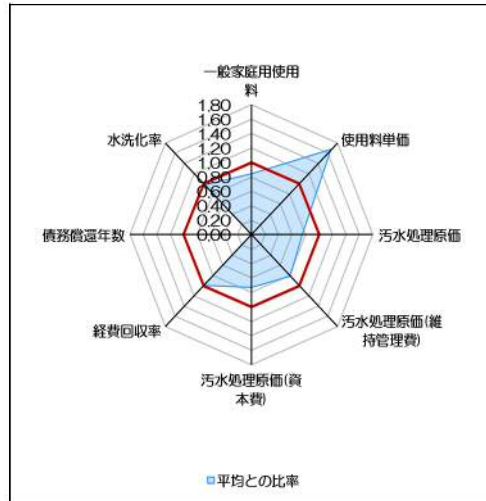 一般家庭用使用
料
1.80
1.60
1.40
1.20
1.00
0.80
0.60
0.40
0.20
0.00
使用料単価
汚水処理原価
汚水処理原価(維
持管理費)
汚水処理原価(資
本費)
経費回収率
債務償還年数
水洗化率
平均との比率